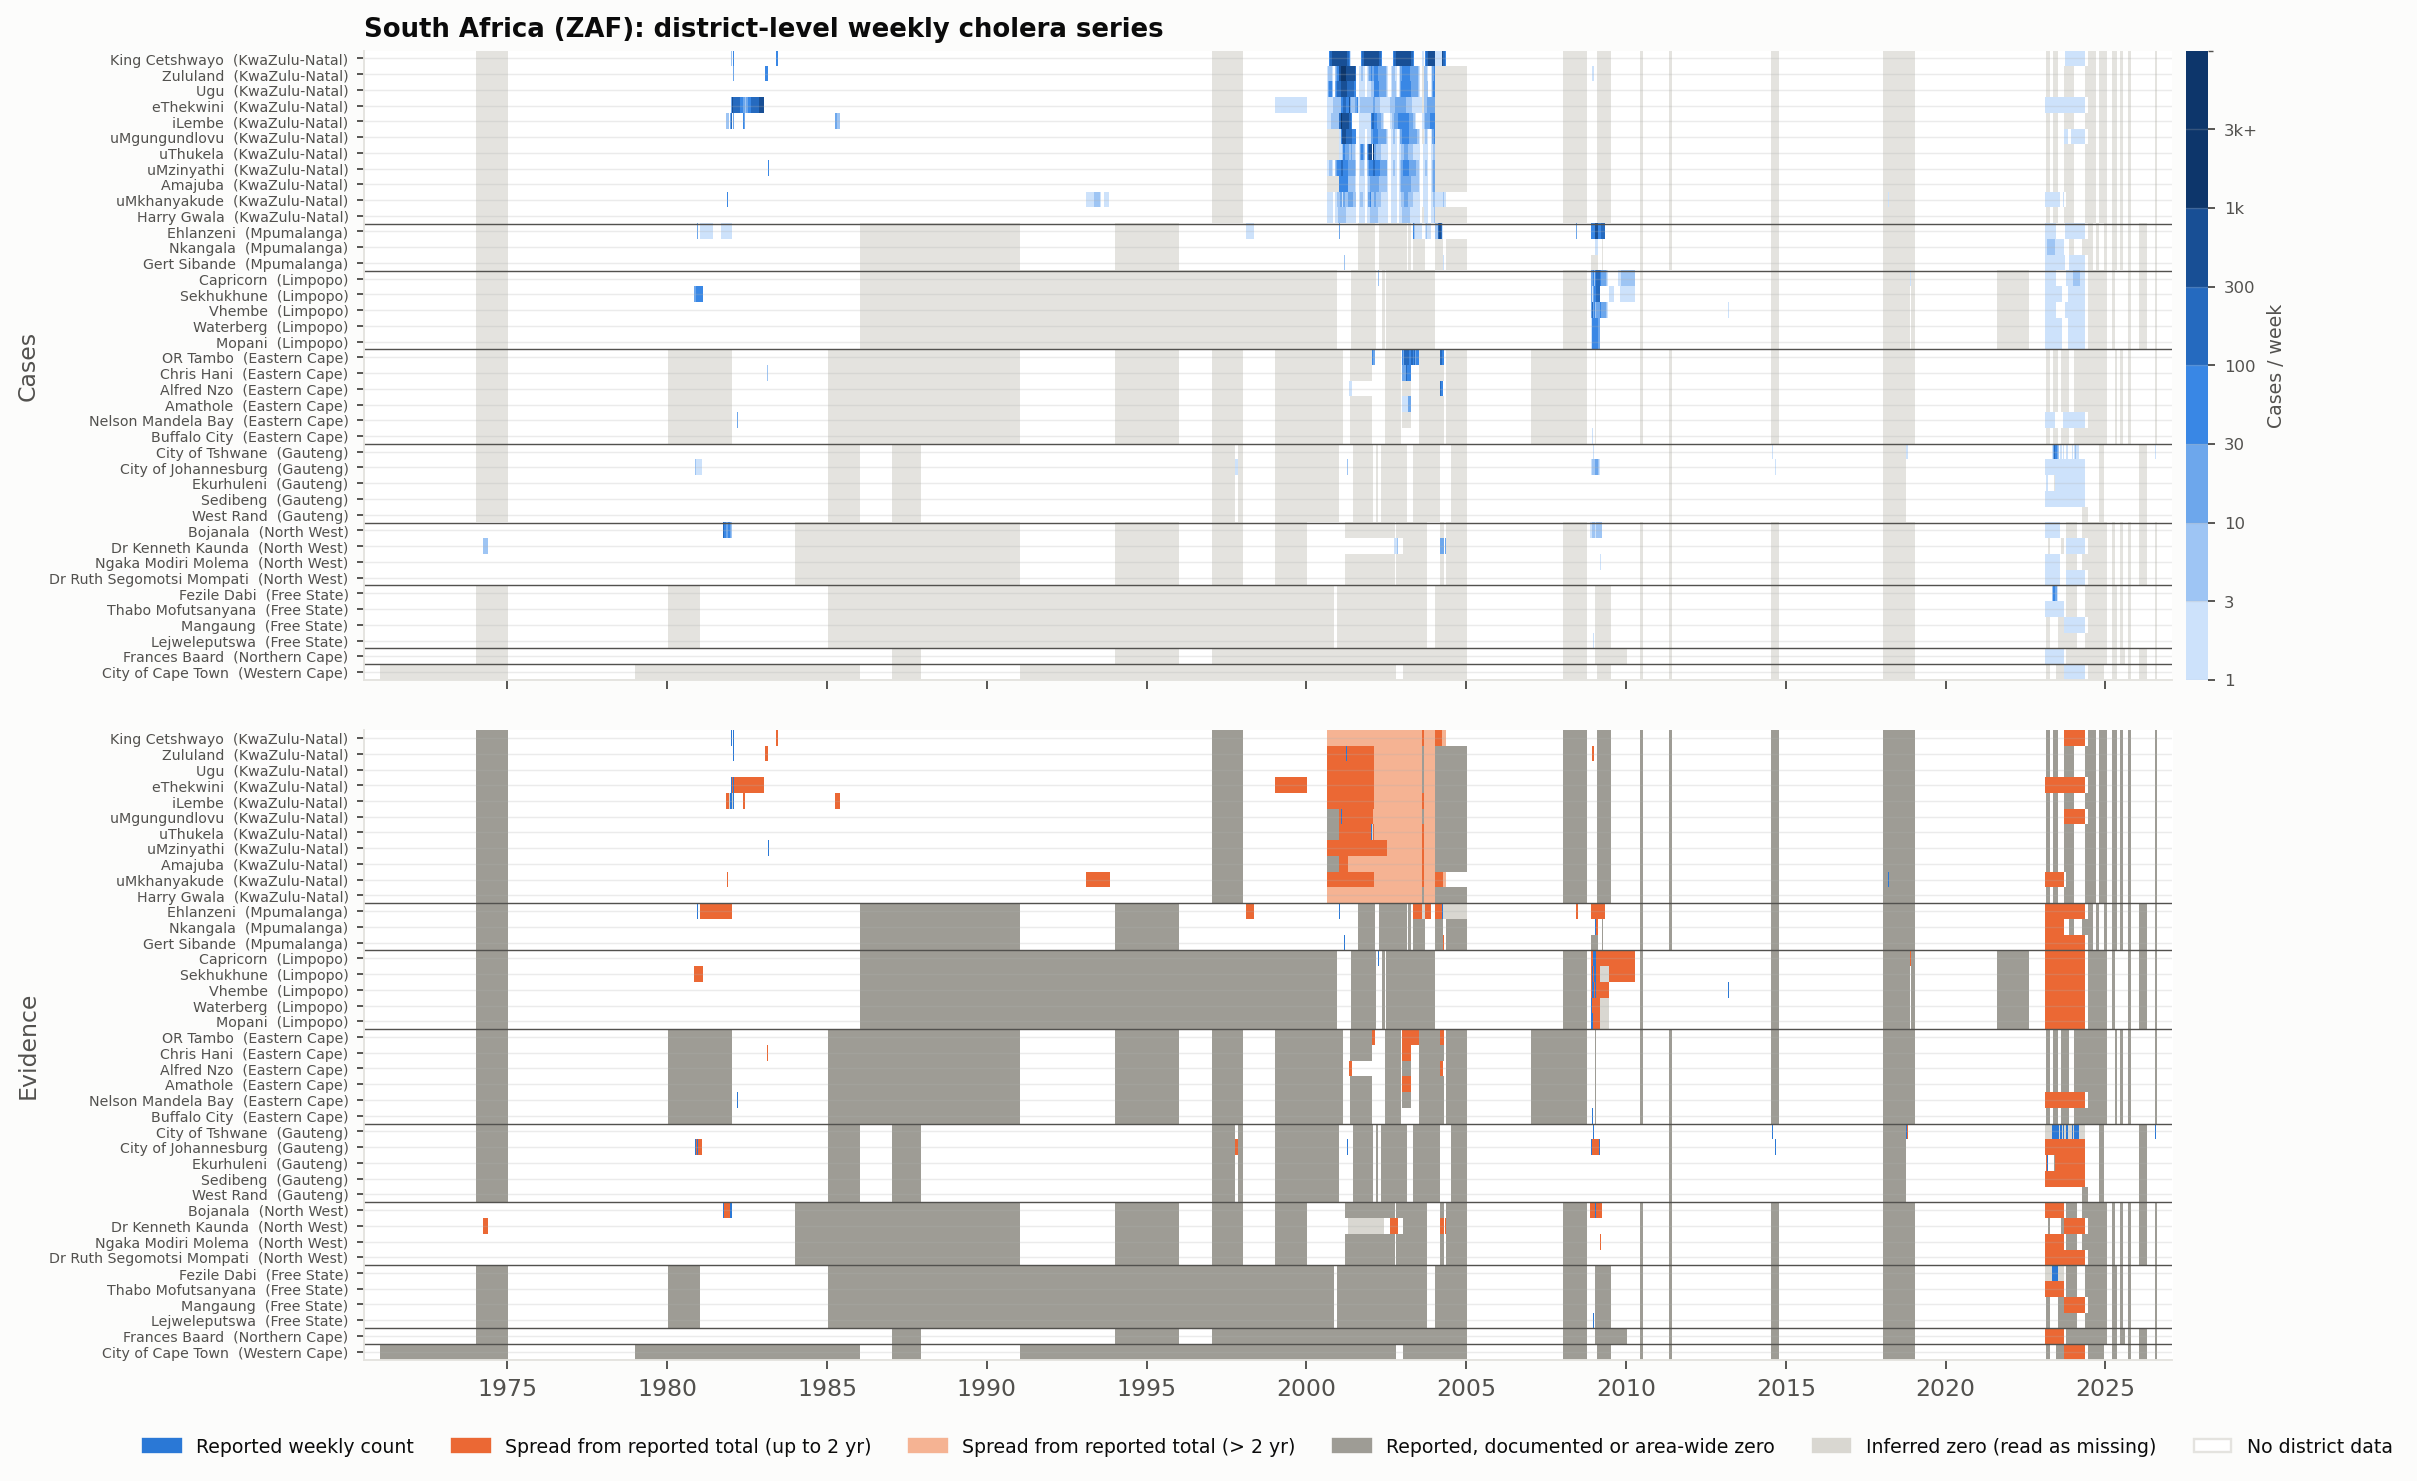 South Africa (ZAF): district-level weekly cholera series
Cases
King Cetshwayo (KwaZulu-Natal)
Zululand (KwaZulu-Natal)
Ugu (KwaZulu-Natal)
eThekwini (KwaZulu-Natal)
iLembe (KwaZulu-Natal)
uMgungundlovu (KwaZulu-Natal)
uThukela (KwaZulu-Natal)
uMzinyathi (KwaZulu-Natal)
Amajuba (KwaZulu-Natal)
uMkhanyakude (KwaZulu-Natal)
Harry Gwala (KwaZulu-Natal)
Ehlanzeni (Mpumalanga)
Nkangala (Mpumalanga)
Gert Sibande (Mpumalanga)
Capricorn (Limpopo)
Sekhukhune (Limpopo)
Vhembe (Limpopo)
Waterberg (Limpopo)
Mopani (Limpopo)
OR Tambo (Eastern Cape)
Chris Hani (Eastern Cape)
Alfred Nzo (Eastern Cape)
Amathole (Eastern Cape)
Nelson Mandela Bay (Eastern Cape)
Buffalo City (Eastern Cape)
City of Tshwane (Gauteng)
City of Johannesburg (Gauteng)
Ekurhuleni (Gauteng)
Sedibeng (Gauteng)
West Rand (Gauteng)
Bojanala (North West)
Dr Kenneth Kaunda (North West)
Ngaka Modiri Molema (North West)
Dr Ruth Segomotsi Mompati (North West)
Fezile Dabi (Free State)
Thabo Mofutsanyana (Free State)
Mangaung (Free State)
Lejweleputswa (Free State)
Frances Baard (Northern Cape)
City of Cape Town (Western Cape)
3k+
1k
300
100
30
10
3
1
Cases / week
Evidence
King Cetshwayo (KwaZulu-Natal)
Zululand (KwaZulu-Natal)
Ugu (KwaZulu-Natal)
eThekwini (KwaZulu-Natal)
iLembe (KwaZulu-Natal)
uMgungundlovu (KwaZulu-Natal)
uThukela (KwaZulu-Natal)
uMzinyathi (KwaZulu-Natal)
Amajuba (KwaZulu-Natal)
uMkhanyakude (KwaZulu-Natal)
Harry Gwala (KwaZulu-Natal)
Ehlanzeni (Mpumalanga)
Nkangala (Mpumalanga)
Gert Sibande (Mpumalanga)
Capricorn (Limpopo)
Sekhukhune (Limpopo)
Vhembe (Limpopo)
Waterberg (Limpopo)
Mopani (Limpopo)
OR Tambo (Eastern Cape)
Chris Hani (Eastern Cape)
Alfred Nzo (Eastern Cape)
Amathole (Eastern Cape)
Nelson Mandela Bay (Eastern Cape)
Buffalo City (Eastern Cape)
City of Tshwane (Gauteng)
City of Johannesburg (Gauteng)
Ekurhuleni (Gauteng)
Sedibeng (Gauteng)
West Rand (Gauteng)
Bojanala (North West)
Dr Kenneth Kaunda (North West)
Ngaka Modiri Molema (North West)
Dr Ruth Segomotsi Mompati (North West)
Fezile Dabi (Free State)
Thabo Mofutsanyana (Free State)
Mangaung (Free State)
Lejweleputswa (Free State)
Frances Baard (Northern Cape)
City of Cape Town (Western Cape)
1975 1980 1985 1990 1995 2000 2005 2010 2015 2020 2025
Reported weekly count Spread from reported total (up to 2 yr) Spread from reported total (> 2 yr) Reported, documented or area-wide zero Inferred zero (read as missing) No district data